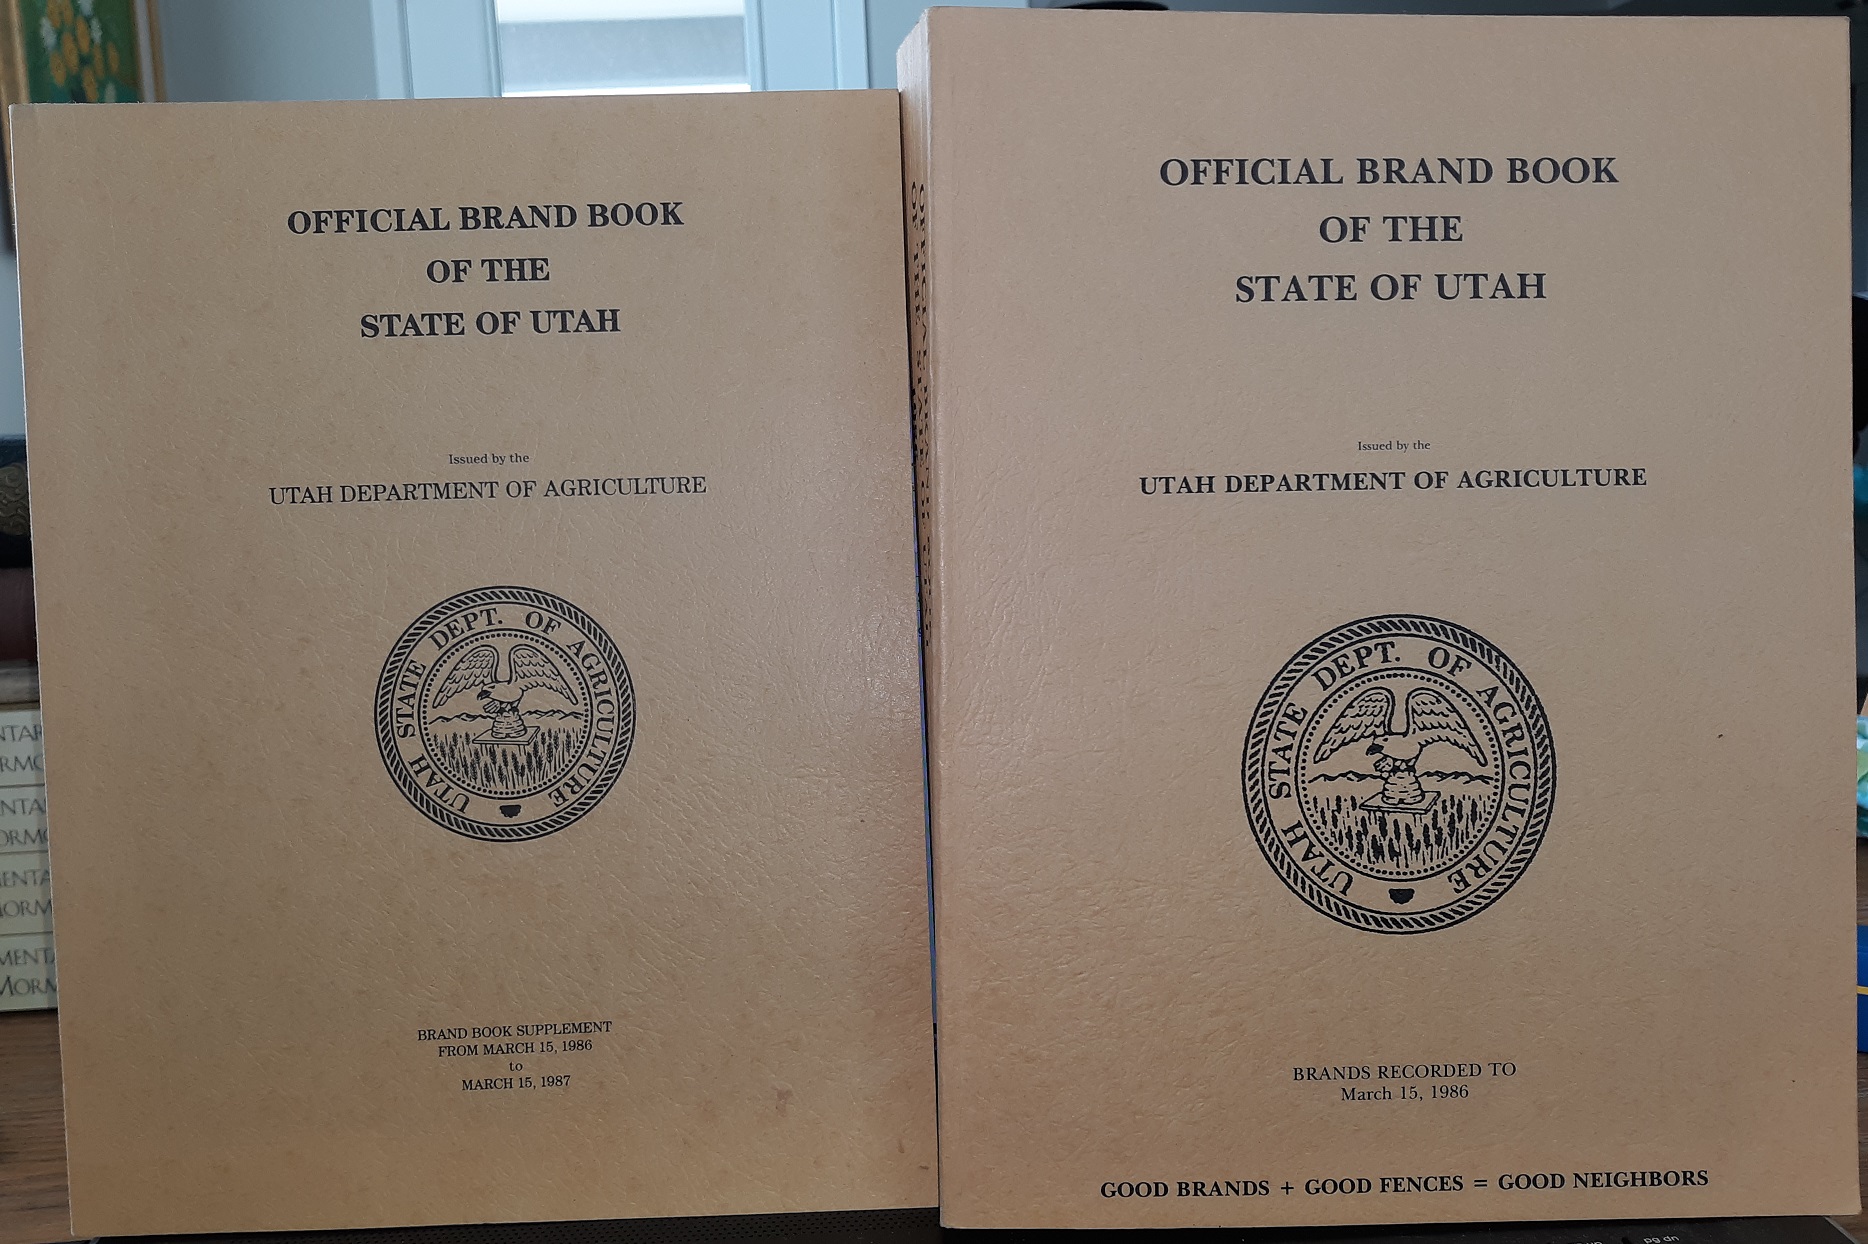 OFFICIAL BRAND BOOK
OF THE
STATE OF UTAH
Issued by the
UTAH DEPARTMENT OF AGRICULTURE
UTAH STATE DEPT. OF AGRICULTURE
BRAND BOOK SUPPLEMENT
FROM MARCH 15, 1986
to
MARCH 15, 1987
OFFICIAL BRAND BOOK
OF THE
STATE OF UTAH
Issued by the
UTAH DEPARTMENT OF AGRICULTURE
UTAH STATE DEPT. OF AGRICULTURE
BRANDS RECORDED TO
March 15, 1986
GOOD BRANDS + GOOD FENCES = GOOD NEIGHBORS
pg dn